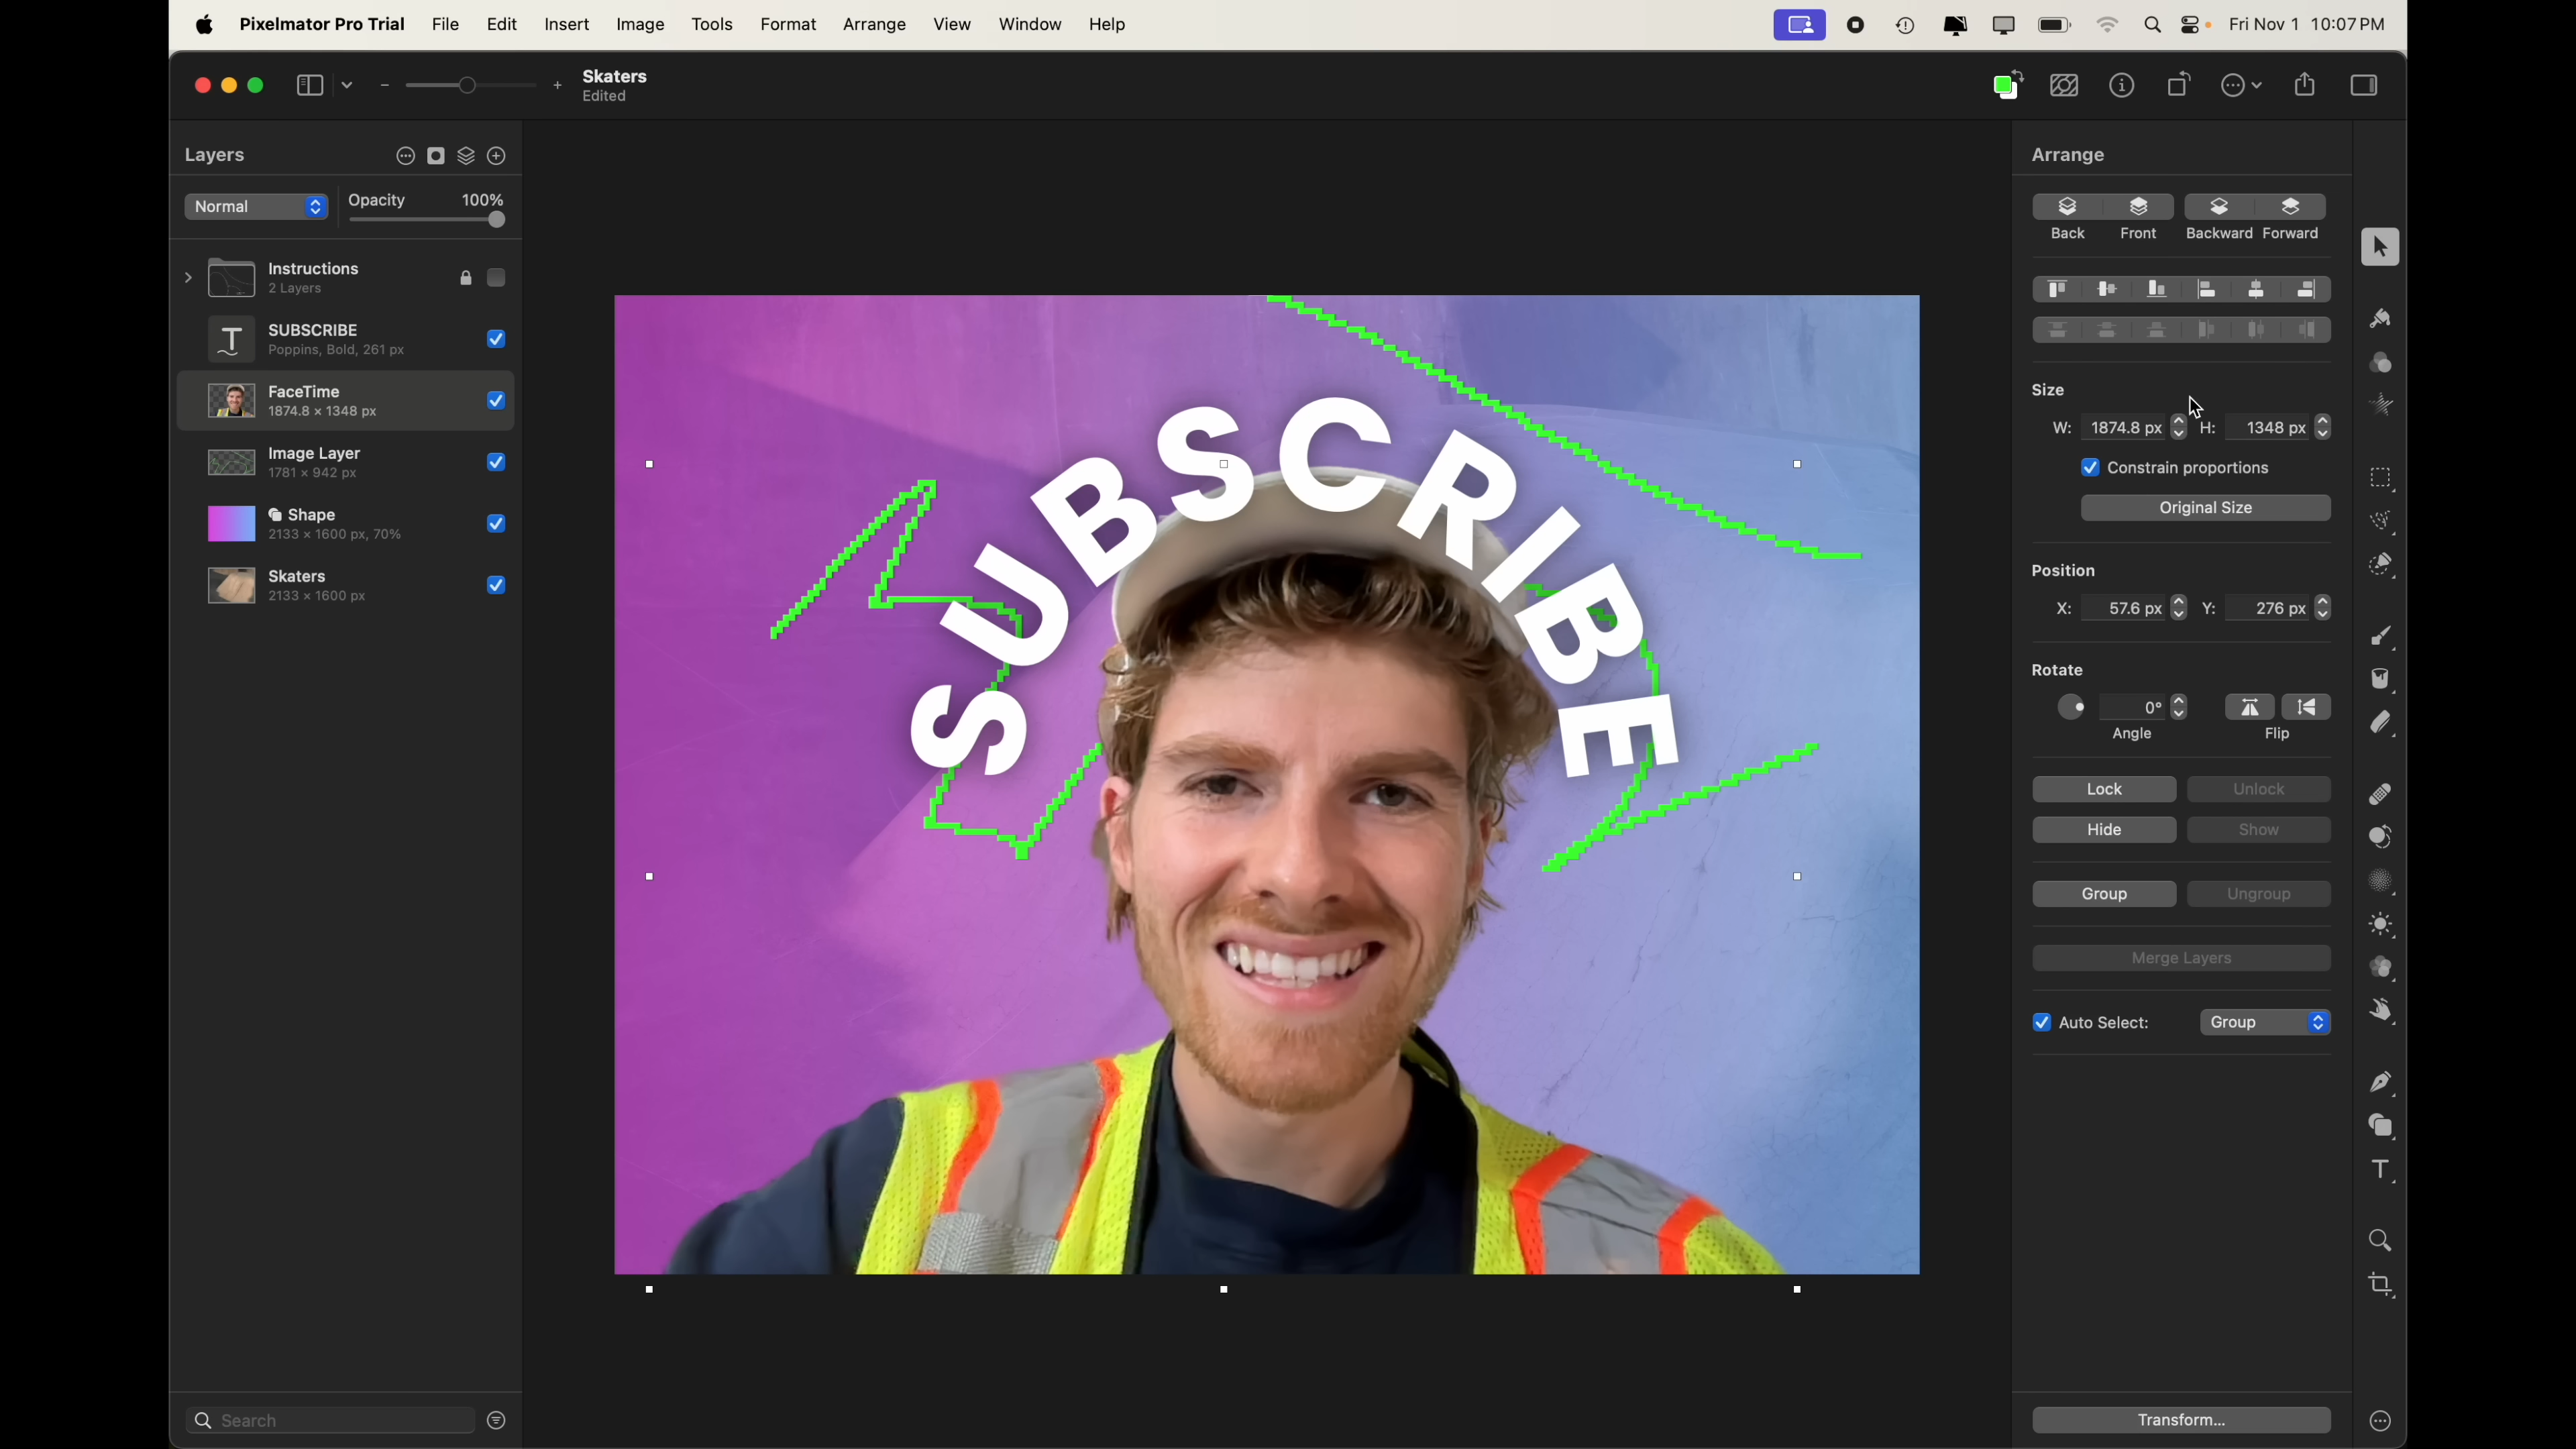 Pixelmator Pro Trial File Edit Insert Image Tools Format Arrange View Window Help Fri Nov 1 10:07 PM
Skaters
Edited
Layers
Normal
Opacity 100%
Instructions
2 Layers
SUBSCRIBE
Poppins, Bold, 261 px
FaceTime
1874.8 × 1348 px
Image Layer
1781 × 942 px
Shape
2133 × 1600 px, 70%
Skaters
2133 × 1600 px
Search
SUBSCRIBE
Arrange
Back Front Backward Forward
Size
W: 1874.8 px H: 1348 px
Constrain proportions
Original Size
Position
X: 57.6 px Y: 276 px
Rotate
0°
Angle Flip
Lock Unlock
Hide Show
Group Ungroup
Merge Layers
Auto Select: Group
Transform...